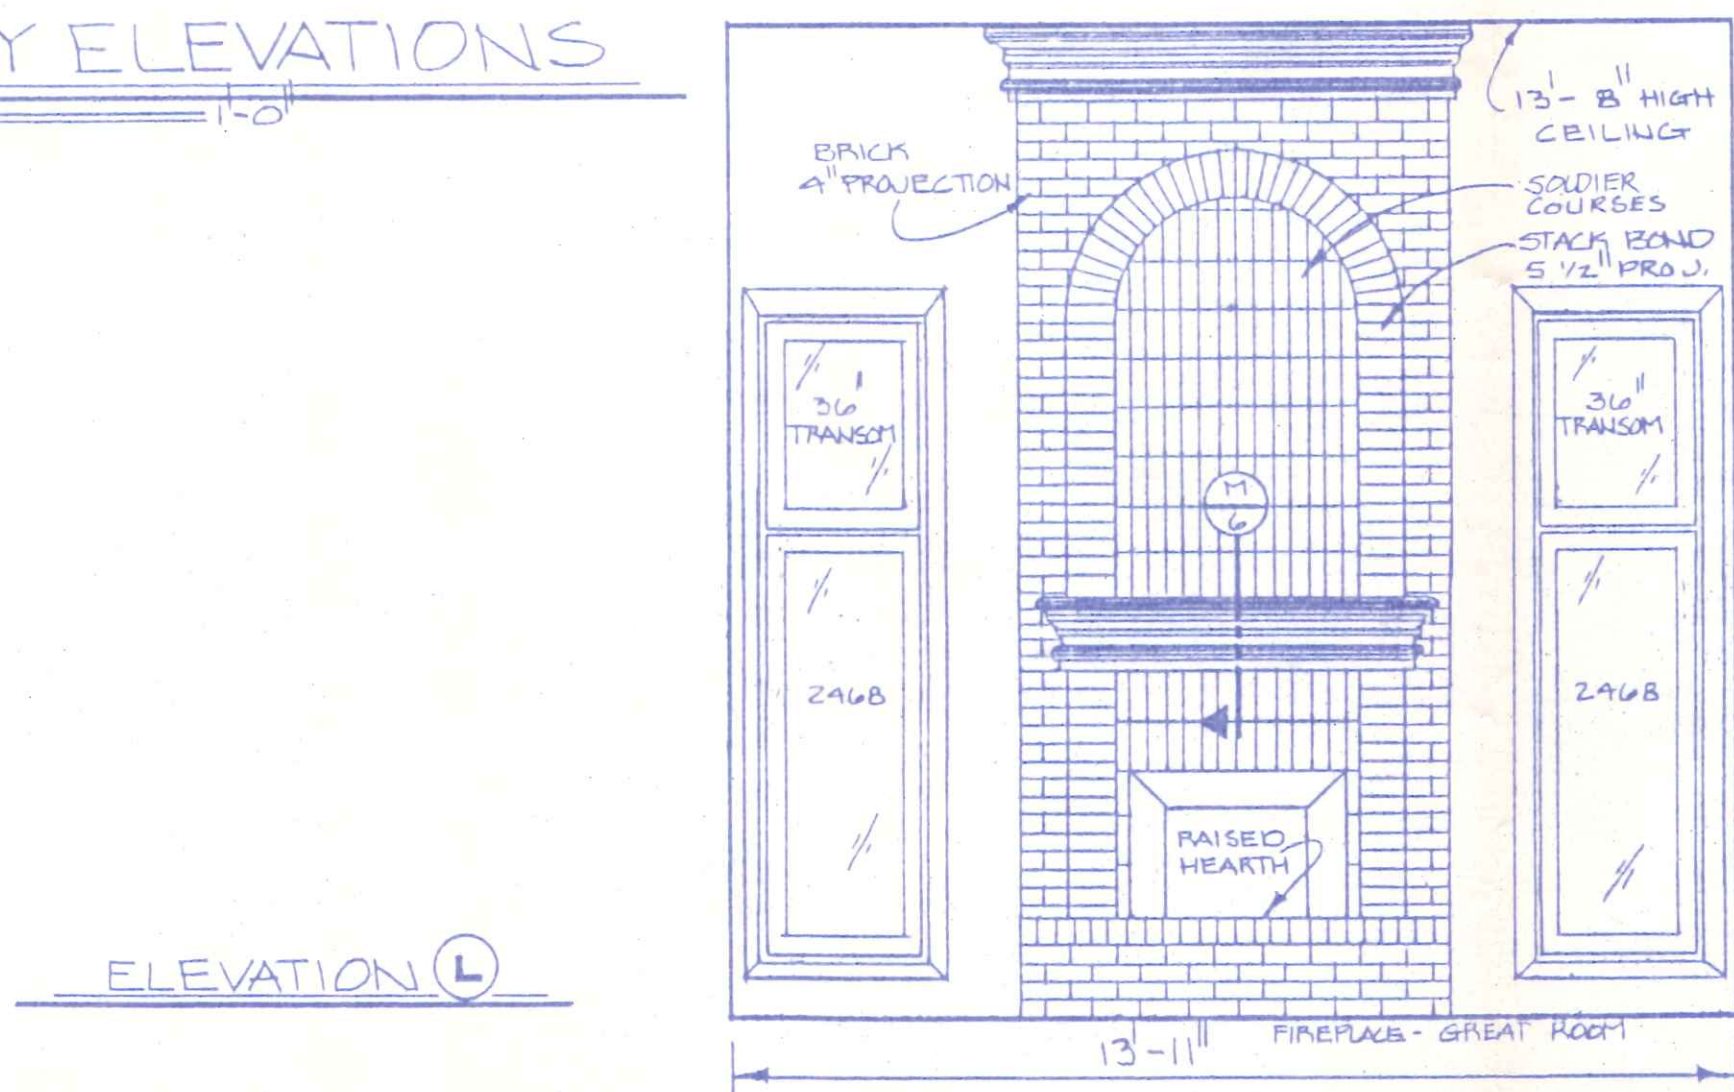 Y ELEVATIONS
1'-0"
13'-8" HIGH
CEILING
BRICK
4" PROJECTION
SOLDIER
COURSES
STACK BOND
5 1/2" PROJ.
36"
TRANSOM
36"
TRANSOM
M
6
2468
2468
RAISED
HEARTH
ELEVATION L
FIREPLACE - GREAT ROOM
13'-11"